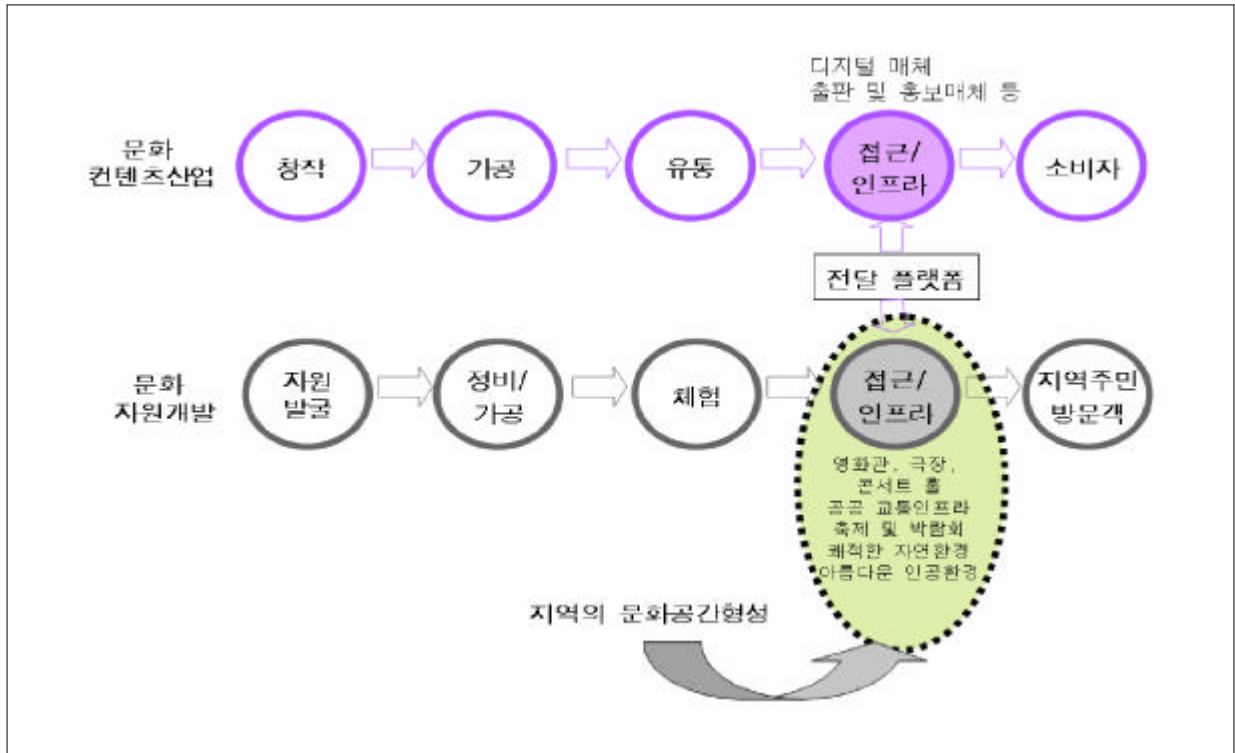 디지털 매체
출판 및 홍보매체 등
문화
컨텐츠산업
창작
가공
유통
접근/
인프라
소비자
전달 플랫폼
문화
자원개발
자원
발굴
정비/
가공
체험
접근/
인프라
지역주민
방문객
영화관, 극장,
콘서트 홀
공공 교통인프라
축제 및 박람회
쾌적한 자연환경
아름다운 인공환경
지역의 문화공간형성